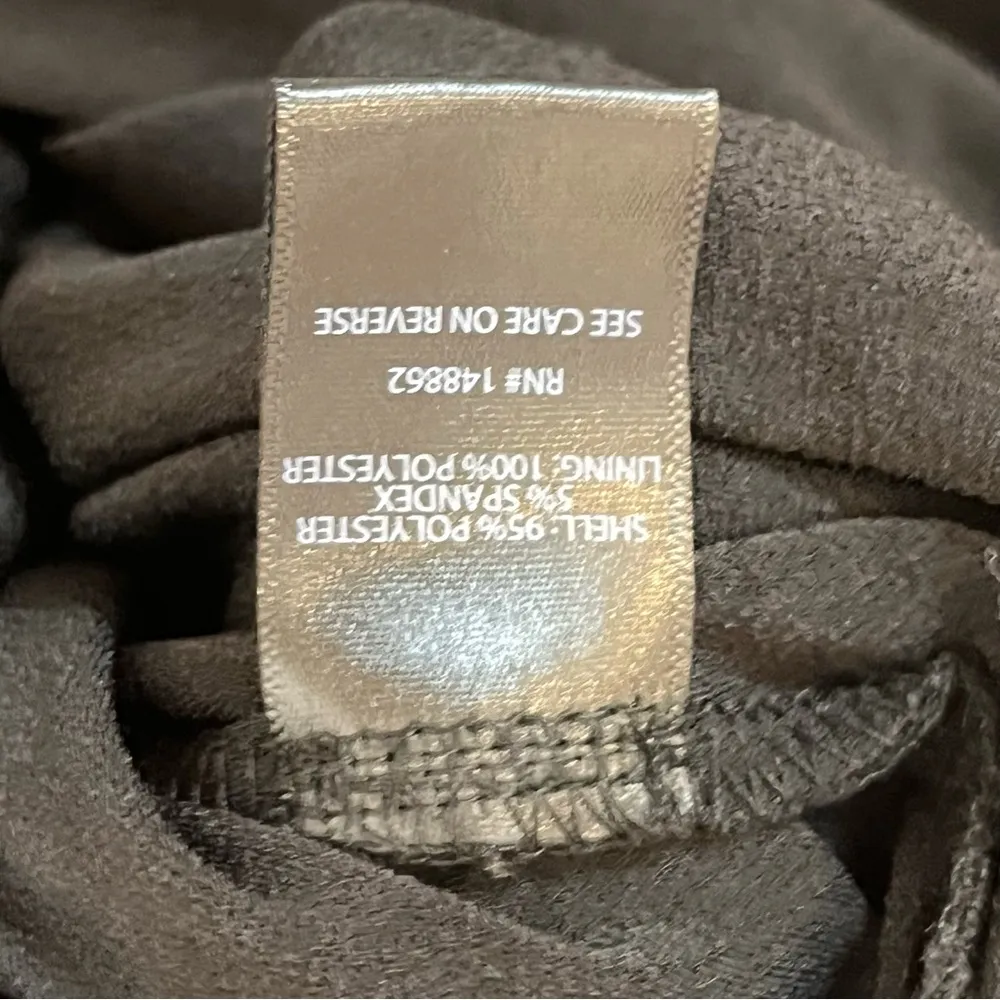 SHELL: 95% POLYESTER
5% SPANDEX
LINING: 100% POLYESTER
RN# 148862
SEE CARE ON REVERSE